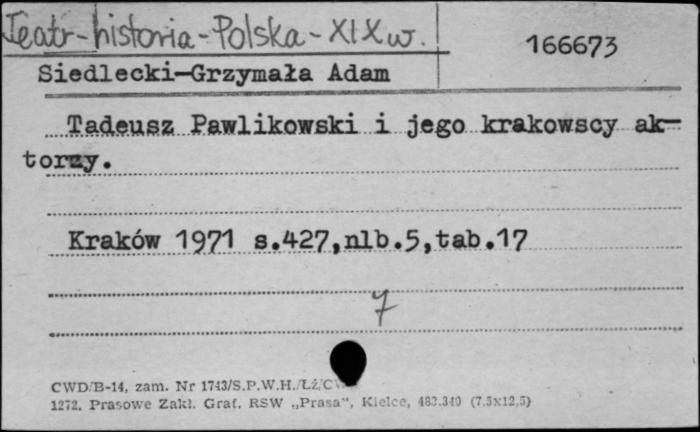 Teatr-historia-Polska-XIX w.
166673
Siedlecki-Grzymała Adam
Tadeusz Pawlikowski i jego krakowscy ak-
torzy.
Kraków 1971 s.427,nlb.5,tab.17
7
CWD/B-14, zam. Nr 1743/S.P.W.H./ŁŻ/CW
1272. Prasowe Zakł. Graf. RSW „Prasa", Kielce, 483.340 (7,5x12,5)